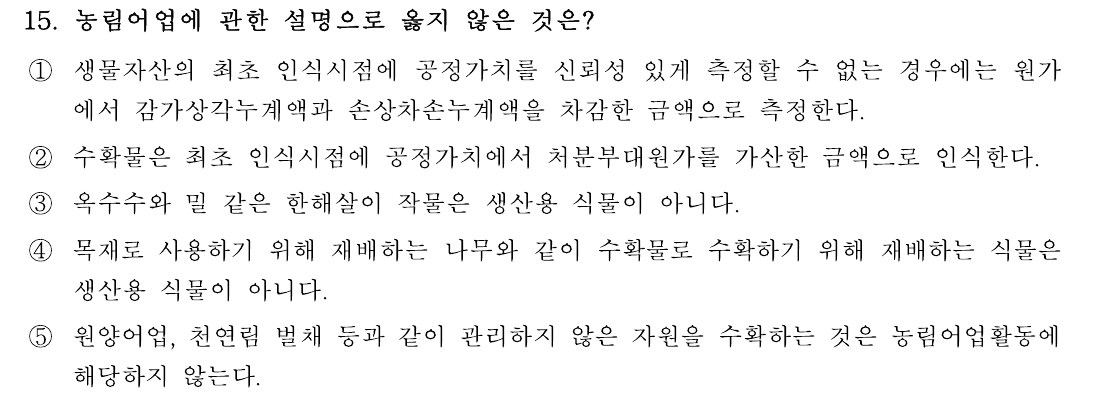 15. 농림어업에 관한 설명으로 옳지 않은 것은?
① 생물자산의 최초 인식시점에 공정가치를 신뢰성 있게 측정할 수 없는 경우에는 원가
에서 감가상각누계액과 손상차손누계액을 차감한 금액으로 측정한다.
② 수확물은 최초 인식시점에 공정가치에서 처분부대원가를 가산한 금액으로 인식한다.
③ 옥수수와 밀 같은 한해살이 작물은 생산용 식물이 아니다.
④ 목재로 사용하기 위해 재배하는 나무와 같이 수확물로 수확하기 위해 재배하는 식물은
생산용 식물이 아니다.
⑤ 원양어업, 천연림 벌채 등과 같이 관리하지 않은 자원을 수확하는 것은 농림어업활동에
해당하지 않는다.